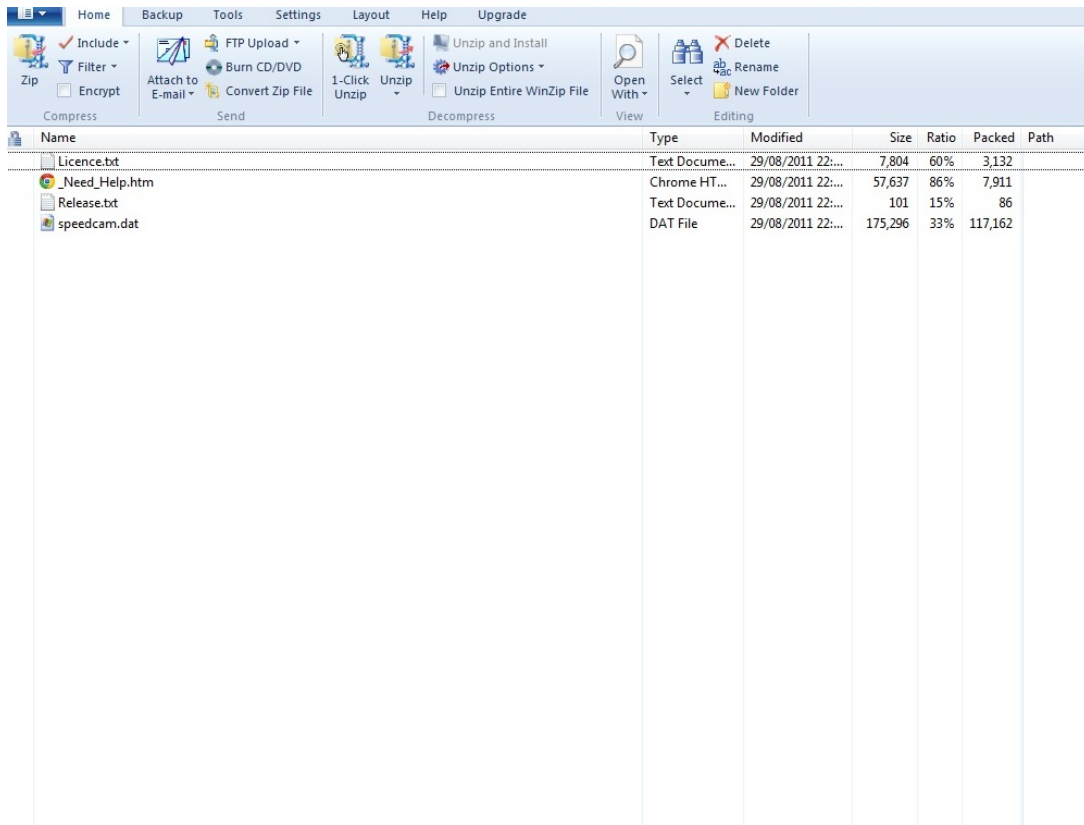 Home Backup Tools Settings Layout Help Upgrade
Zip
Include
Filter
Encrypt
Compress
Attach to
E-mail
FTP Upload
Burn CD/DVD
Convert Zip File
Send
1-Click
Unzip
Unzip
Unzip and Install
Unzip Options
Unzip Entire WinZip File
Decompress
Open
With
View
Select
Delete
Rename
New Folder
Editing
Name Type Modified Size Ratio Packed Path
Licence.txt Text Docume... 29/08/2011 22:... 7,804 60% 3,132
_Need_Help.htm Chrome HT... 29/08/2011 22:... 57,637 86% 7,911
Release.txt Text Docume... 29/08/2011 22:... 101 15% 86
speedcam.dat DAT File 29/08/2011 22:... 175,296 33% 117,162